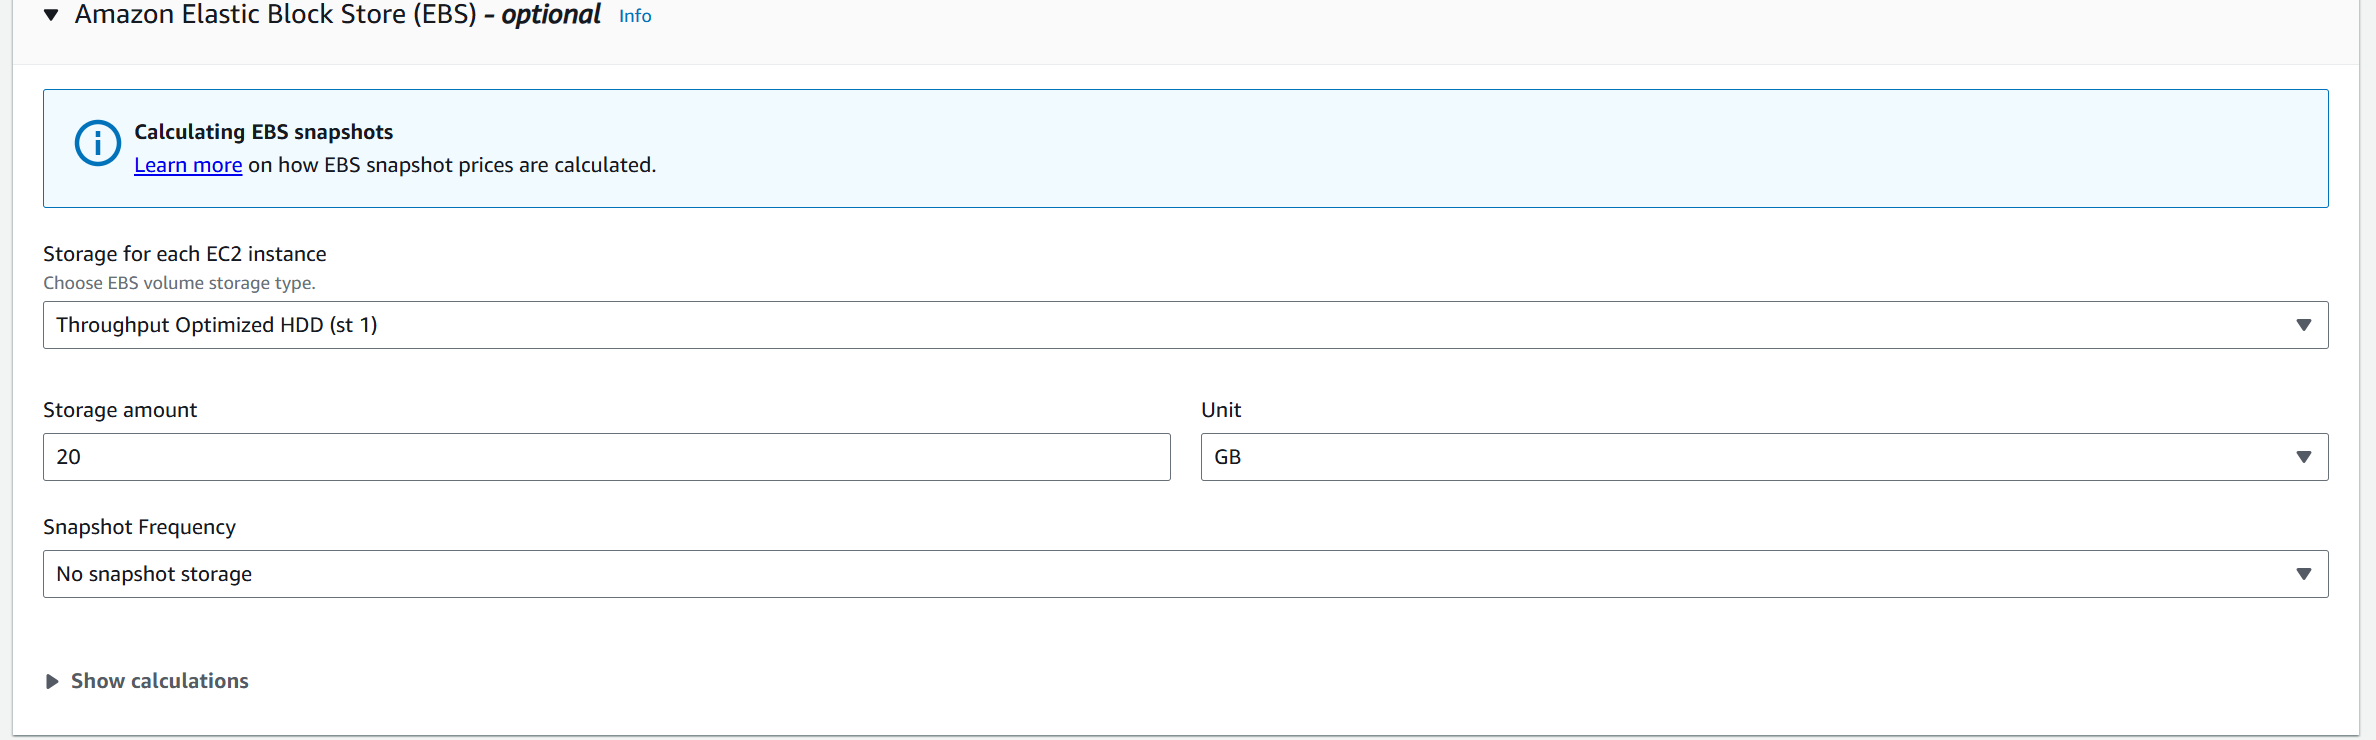 Amazon Elastic Block Store (EBS) - optional Info
Calculating EBS snapshots
Learn more on how EBS snapshot prices are calculated.
Storage for each EC2 instance
Choose EBS volume storage type.
Throughput Optimized HDD (st 1)
Storage amount
Unit
20
GB
Snapshot Frequency
No snapshot storage
Show calculations